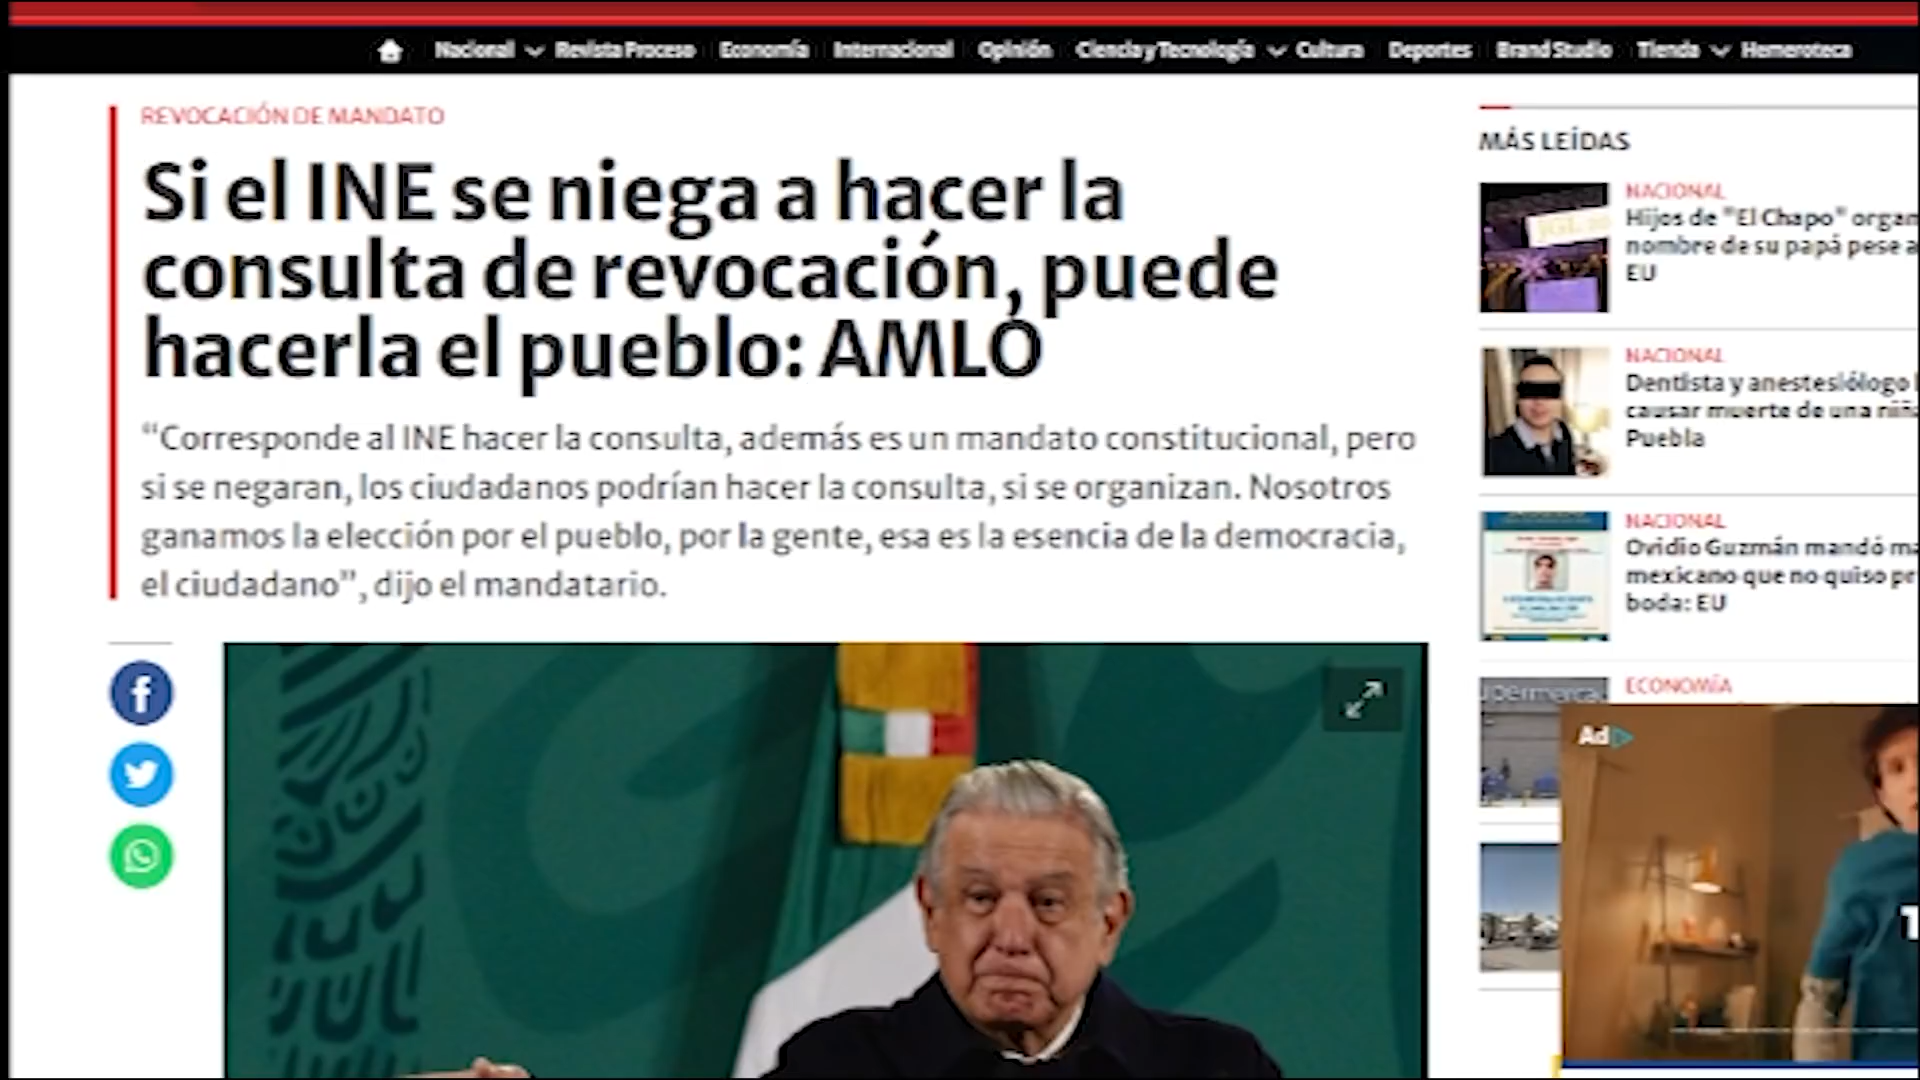 Nacional Revista Proceso Economía Internacional Opinión Ciencia y Tecnología Cultura Deportes Brand Studio Tienda Hemeroteca
REVOCACIÓN DE MANDATO
Si el INE se niega a hacer la
consulta de revocación, puede
hacerla el pueblo: AMLO
“Corresponde al INE hacer la consulta, además es un mandato constitucional, pero
si se negaran, los ciudadanos podrían hacer la consulta, si se organizan. Nosotros
ganamos la elección por el pueblo, por la gente, esa es la esencia de la democracia,
el ciudadano”, dijo el mandatario.
MÁS LEÍDAS
NACIONAL
Hijos de "El Chapo" organ
nombre de su papá pese a
EU
NACIONAL
Dentista y anestesiólogo
causar muerte de una niña
Puebla
NACIONAL
Ovidio Guzmán mandó ma
mexicano que no quiso pr
boda: EU
ECONOMÍA
Ad